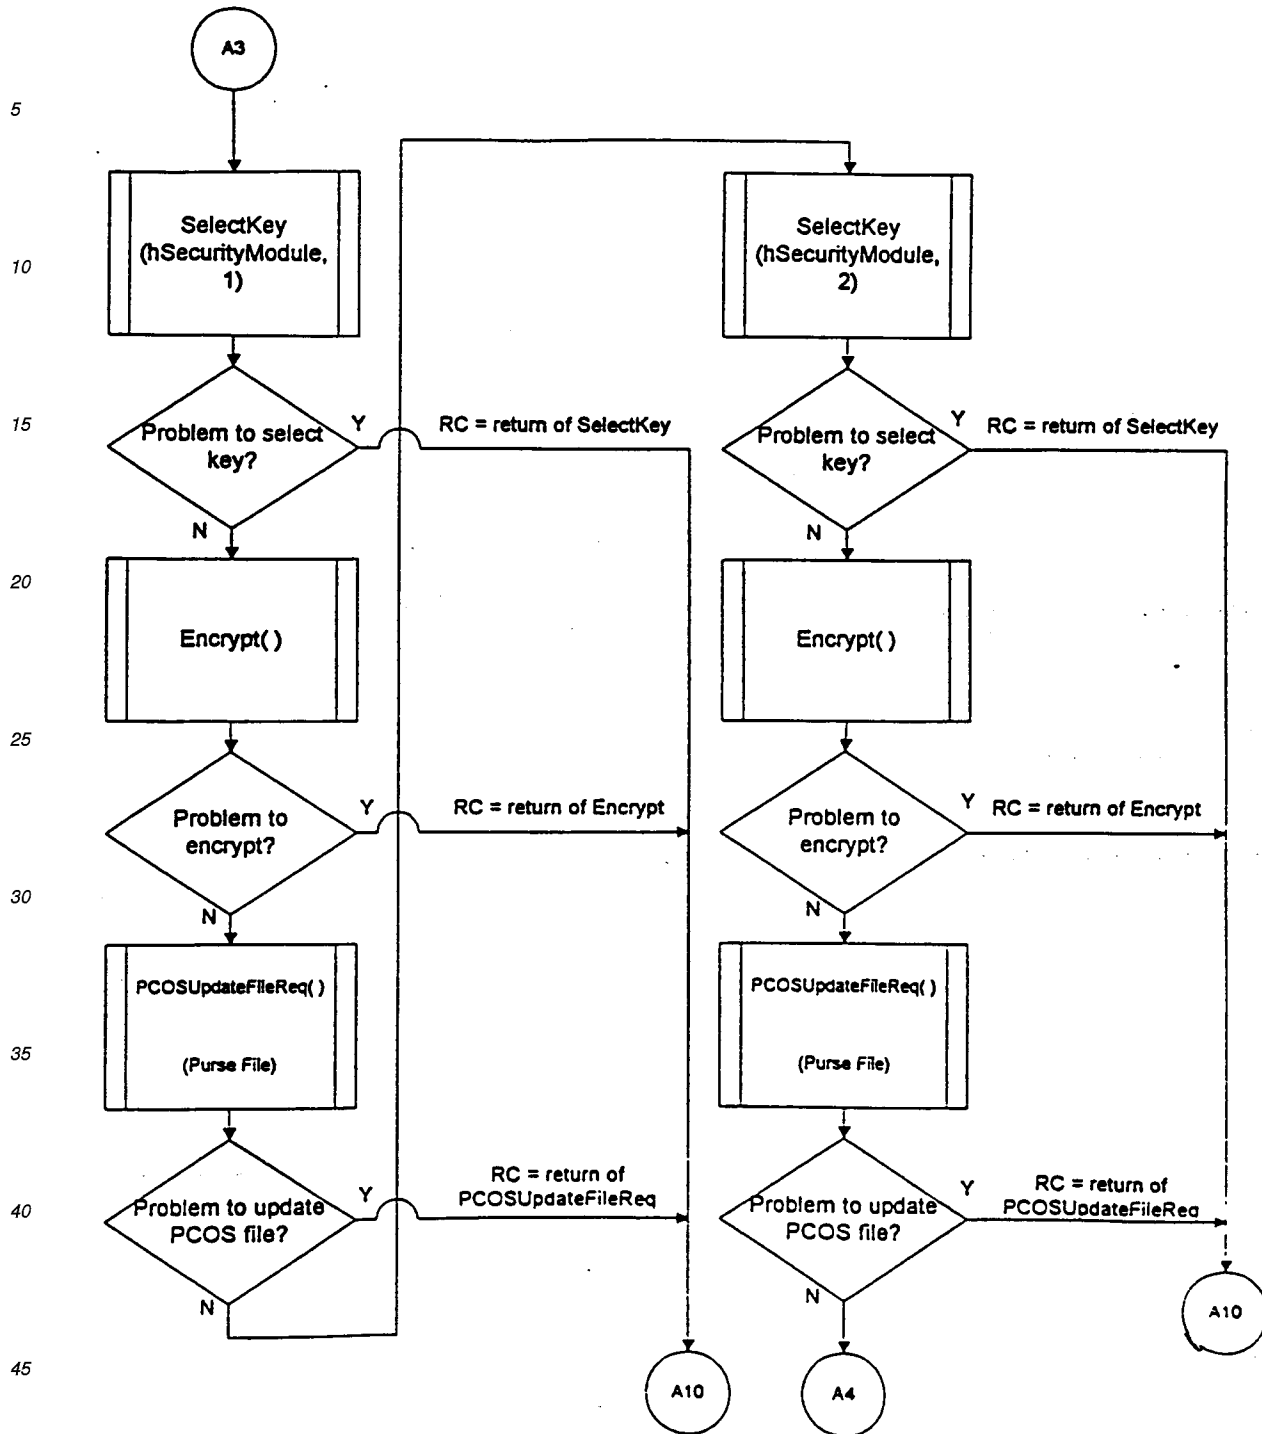 A3
5
SelectKey
(hSecurityModule,
1)
SelectKey
(hSecurityModule,
2)
10
15
Problem to select
key?
Y
RC = return of SelectKey
N
Problem to select
key?
Y
RC = return of SelectKey
N
20
Encrypt( )
Encrypt( )
25
Problem to
encrypt?
Y
RC = return of Encrypt
N
Problem to
encrypt?
Y
RC = return of Encrypt
N
30
PCOSUpdateFileReq( )
(Purse File)
PCOSUpdateFileReq( )
(Purse File)
35
40
Problem to update
PCOS file?
Y
RC = return of
PCOSUpdateFileReq
N
Problem to update
PCOS file?
Y
RC = return of
PCOSUpdateFileReq
N
A10
45
A10
A4